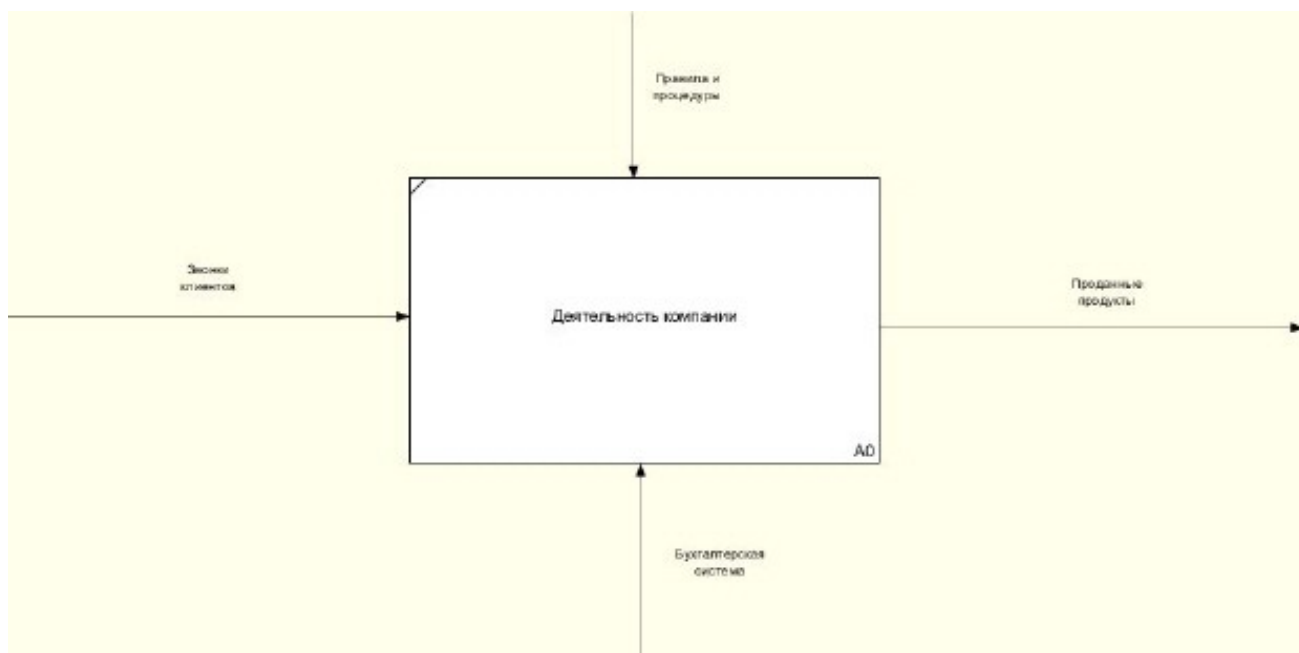 Правила и
процедуры
Звонки
клиентов
Деятельность компании
Проданные
продукты
A0
Бухгалтерская
система